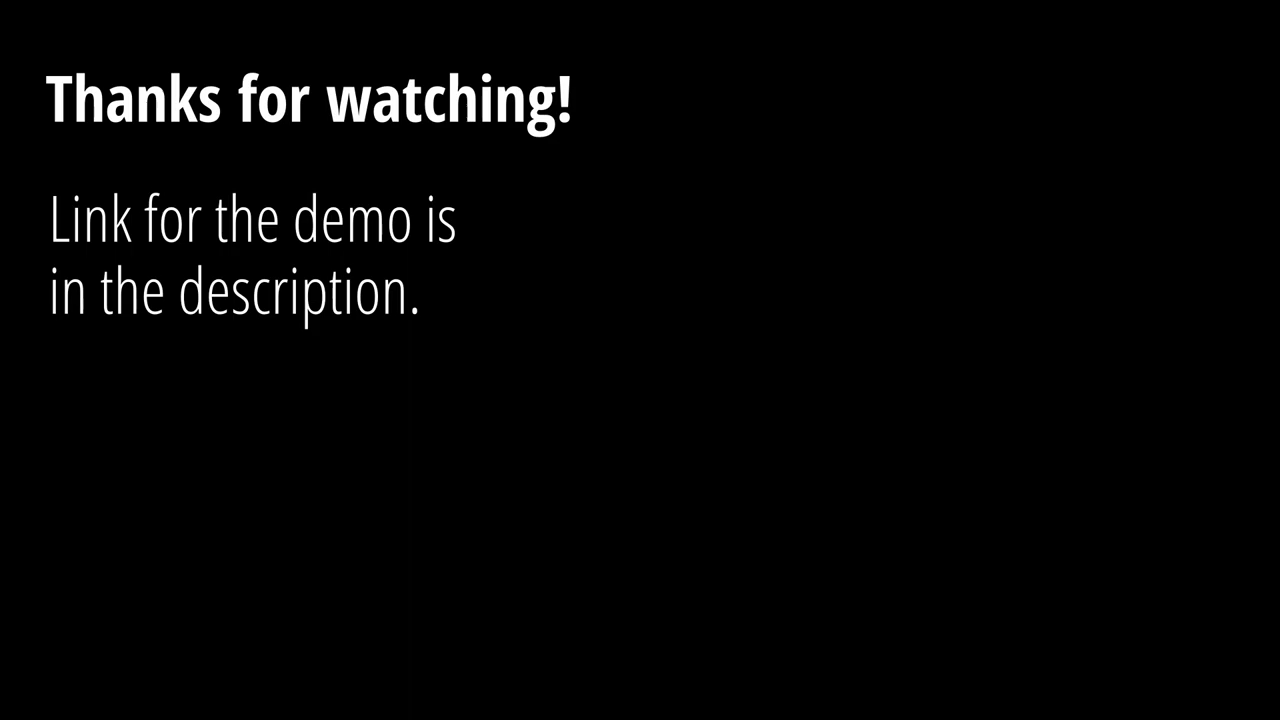 Thanks for watching!
Link for the demo is
in the description.